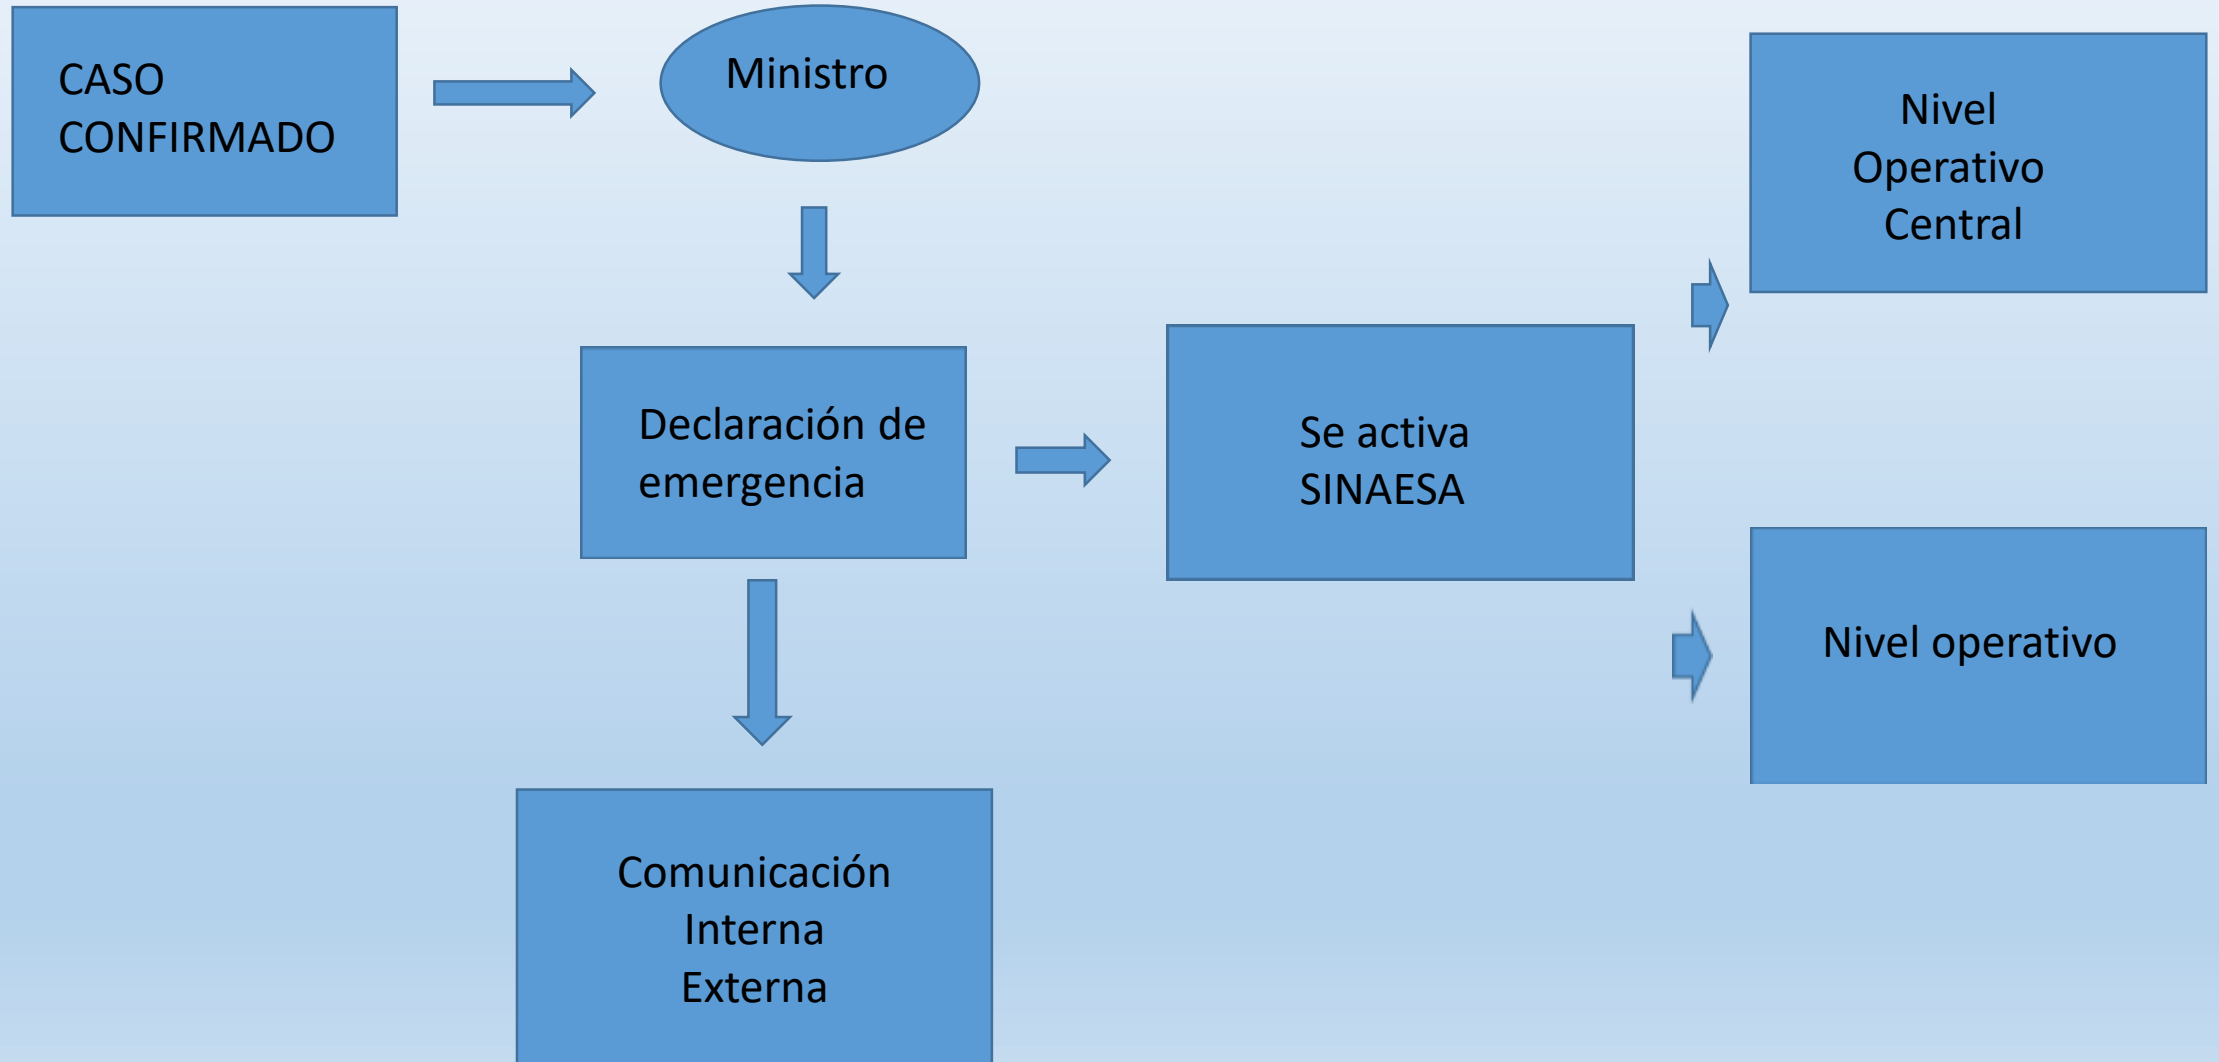 CASO
CONFIRMADO
Ministro
Nivel
Operativo
Central
Declaración de
emergencia
Se activa
SINAESA
Nivel operativo
Comunicación
Interna
Externa